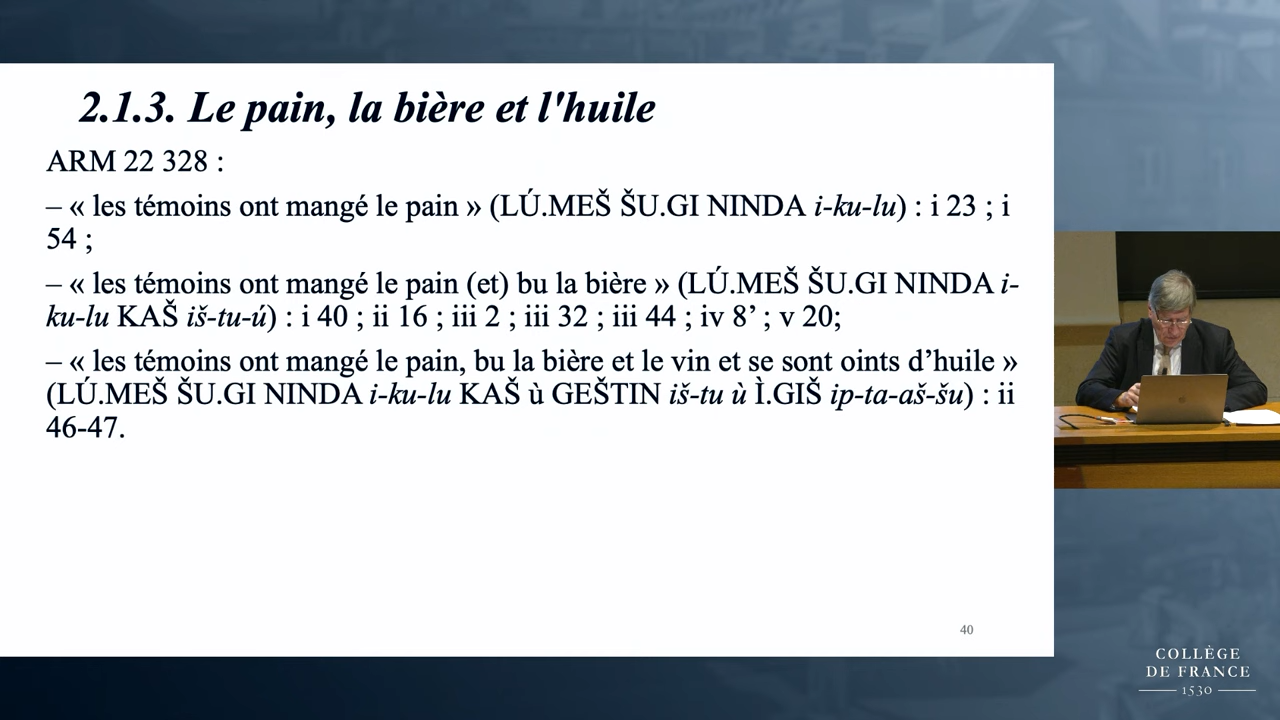 2.1.3. Le pain, la bière et l'huile
ARM 22 328 :
– « les témoins ont mangé le pain » (LÚ.MEŠ ŠU.GI NINDA i-ku-lu) : i 23 ; i
54 ;
– « les témoins ont mangé le pain (et) bu la bière » (LÚ.MEŠ ŠU.GI NINDA i-
ku-lu KAŠ iš-tu-ú) : i 40 ; ii 16 ; iii 2 ; iii 32 ; iii 44 ; iv 8’ ; v 20;
– « les témoins ont mangé le pain, bu la bière et le vin et se sont oints d’huile »
(LÚ.MEŠ ŠU.GI NINDA i-ku-lu KAŠ ù GEŠTIN iš-tu ù Ì.GIŠ ip-ta-aš-šu) : ii
46-47.
40
COLLÈGE
DE FRANCE
1530